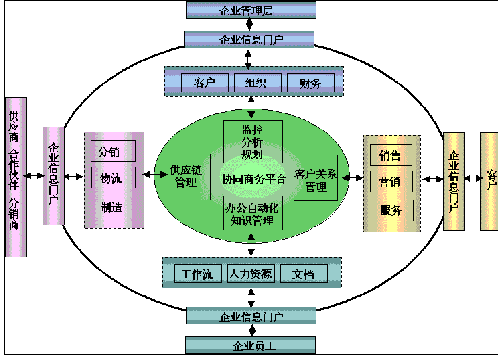 企业管理层
企业信息门户
客户 组织 财务
供应商 合作伙伴 分销商
企业信息门户
分销
物流
制造
供应链
管理
监控
分析
规划
协同商务平台
办公自动化
知识管理
客户关系
管理
销售
营销
服务
企业信息门户
客户
工作流 人力资源 文档
企业信息门户
企业员工